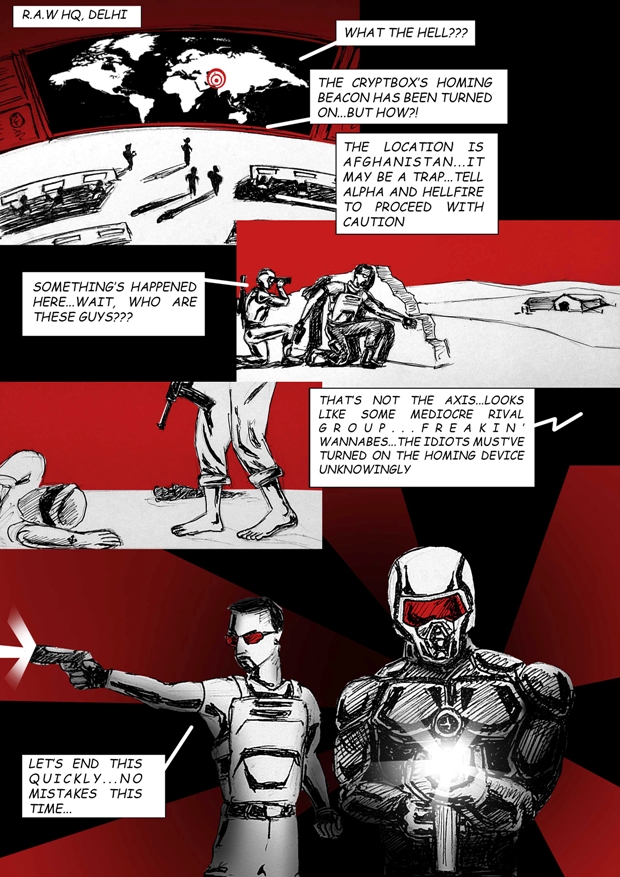 R.A.W HQ, DELHI
WHAT THE HELL???
THE CRYPTBOX'S HOMING
BEACON HAS BEEN TURNED
ON...BUT HOW?!
THE LOCATION IS
AFGHANISTAN...IT
MAY BE A TRAP...TELL
ALPHA AND HELLFIRE
TO PROCEED WITH
CAUTION
SOMETHING'S HAPPENED
HERE...WAIT, WHO ARE
THESE GUYS???
THAT'S NOT THE AXIS...LOOKS
LIKE SOME MEDIOCRE RIVAL
GROUP...FREAKIN'
WANNABES...THE IDIOTS MUST'VE
TURNED ON THE HOMING DEVICE
UNKNOWINGLY
LET'S END THIS
QUICKLY...NO
MISTAKES THIS
TIME...